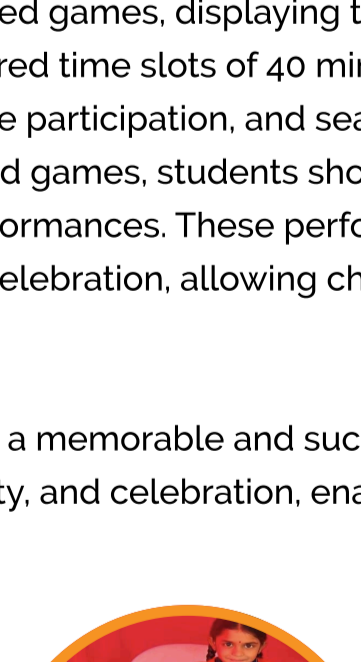 ed games, displaying t
red time slots of 40 mi
e participation, and sea
d games, students sho
ormances. These perfo
elebration, allowing ch
a memorable and suc
ty, and celebration, ena